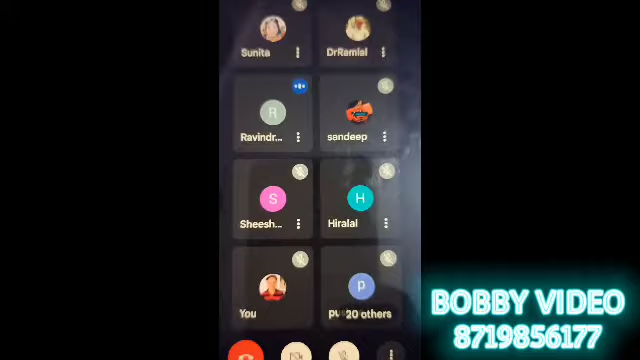 Sunita
DrRamlal
R
Ravindr...
sandeep
S
Sheesh...
H
Hiralal
You
p
20 others
BOBBY VIDEO
8719856177